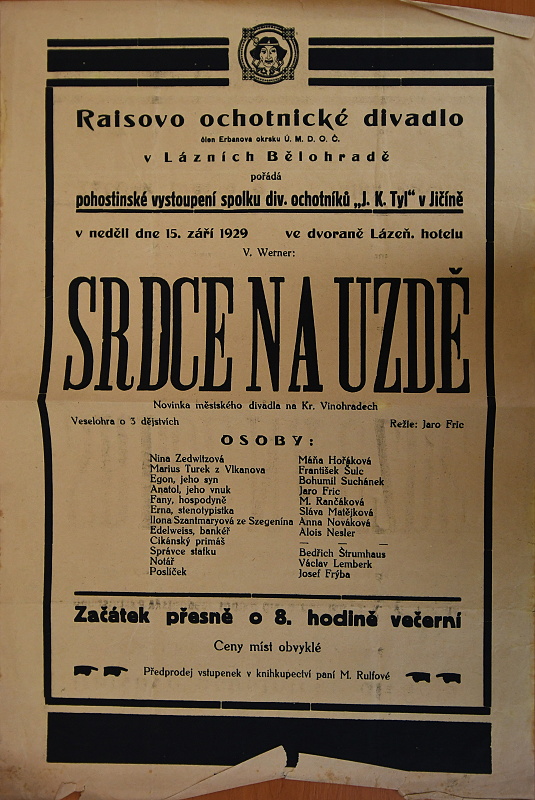 Raisovo ochotnické divadlo
člen Erbanova okrsku Ú. M. D. O. Č.
v Lázních Bělohradě
pořádá
pohostinské vystoupení spolku div. ochotníků „J. K. Tyl“ v Jičíně
v neděli dne 15. září 1929 ve dvoraně Lázeň. hotelu
V. Werner:
SRDCE NA UZDĚ
Novinka městského divadla na Kr. Vinohradech
Veselohra o 3 dějstvích Režie: Jaro Fric
OSOBY:
Nina Zedwitzová Máňa Hořáková
Marius Turek z Vlkanova František Šulc
Egon, jeho syn Bohumil Suchánek
Anatol, jeho vnuk Jaro Fric
Fany, hospodyně M. Rančáková
Erna, stenotypistka Sláva Matějková
Ilona Szantmaryová ze Szegenína Anna Nováková
Edelweiss, bankéř Alois Nesler
Cikánský primáš — — —
Správce statku Bedřich Štrumhaus
Notář Václav Lemberk
Poslíček Josef Frýba
Začátek přesně o 8. hodině večerní
Ceny míst obvyklé
Předprodej vstupenek v knihkupectví paní M. Rulfové